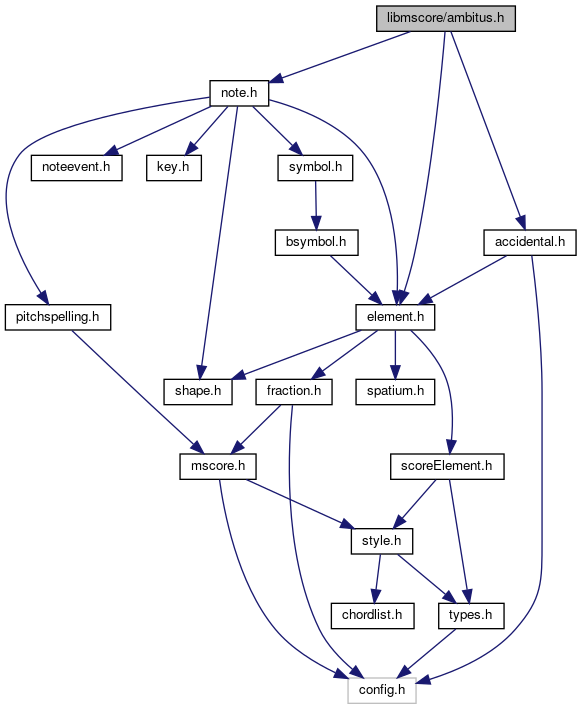 libmscore/ambitus.h
note.h
noteevent.h
key.h
symbol.h
bsymbol.h
accidental.h
pitchspelling.h
element.h
shape.h
fraction.h
spatium.h
mscore.h
scoreElement.h
style.h
chordlist.h
types.h
config.h